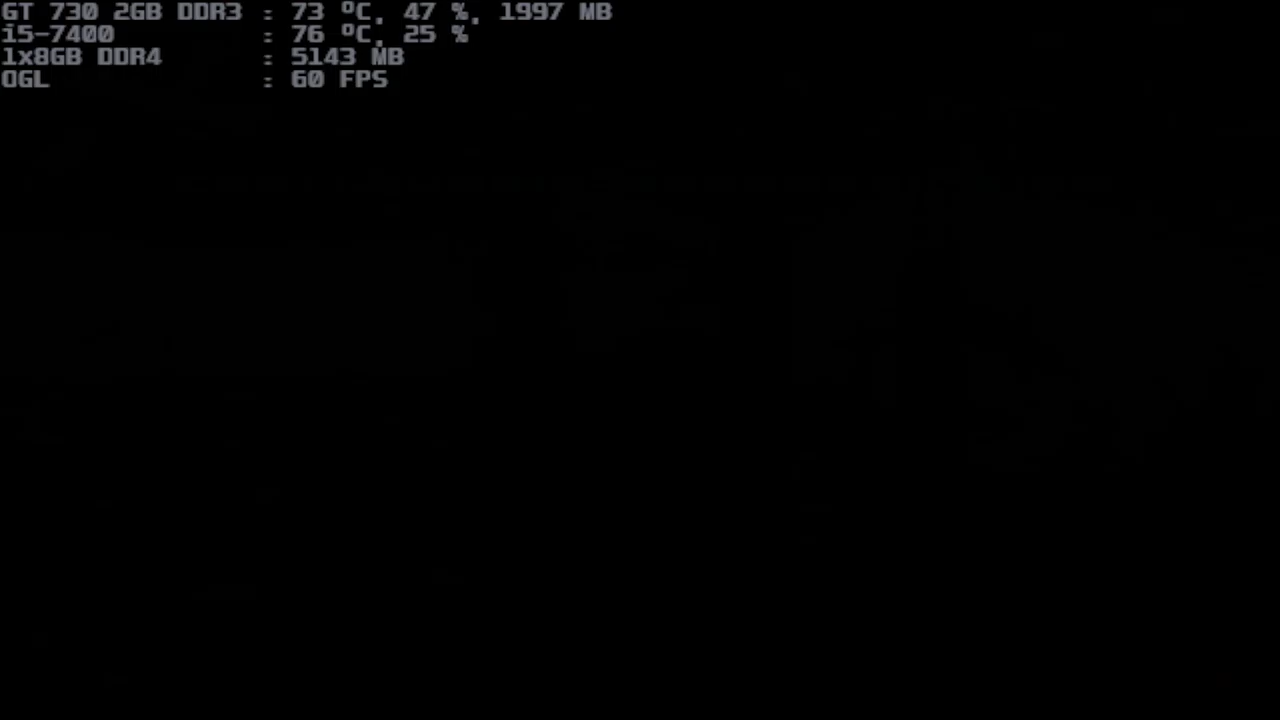 GT 730 2GB DDR3 : 73 ºC, 47 %, 1997 MB
i5-7400 : 76 ºC, 25 %
1x8GB DDR4 : 5143 MB
OGL : 60 FPS